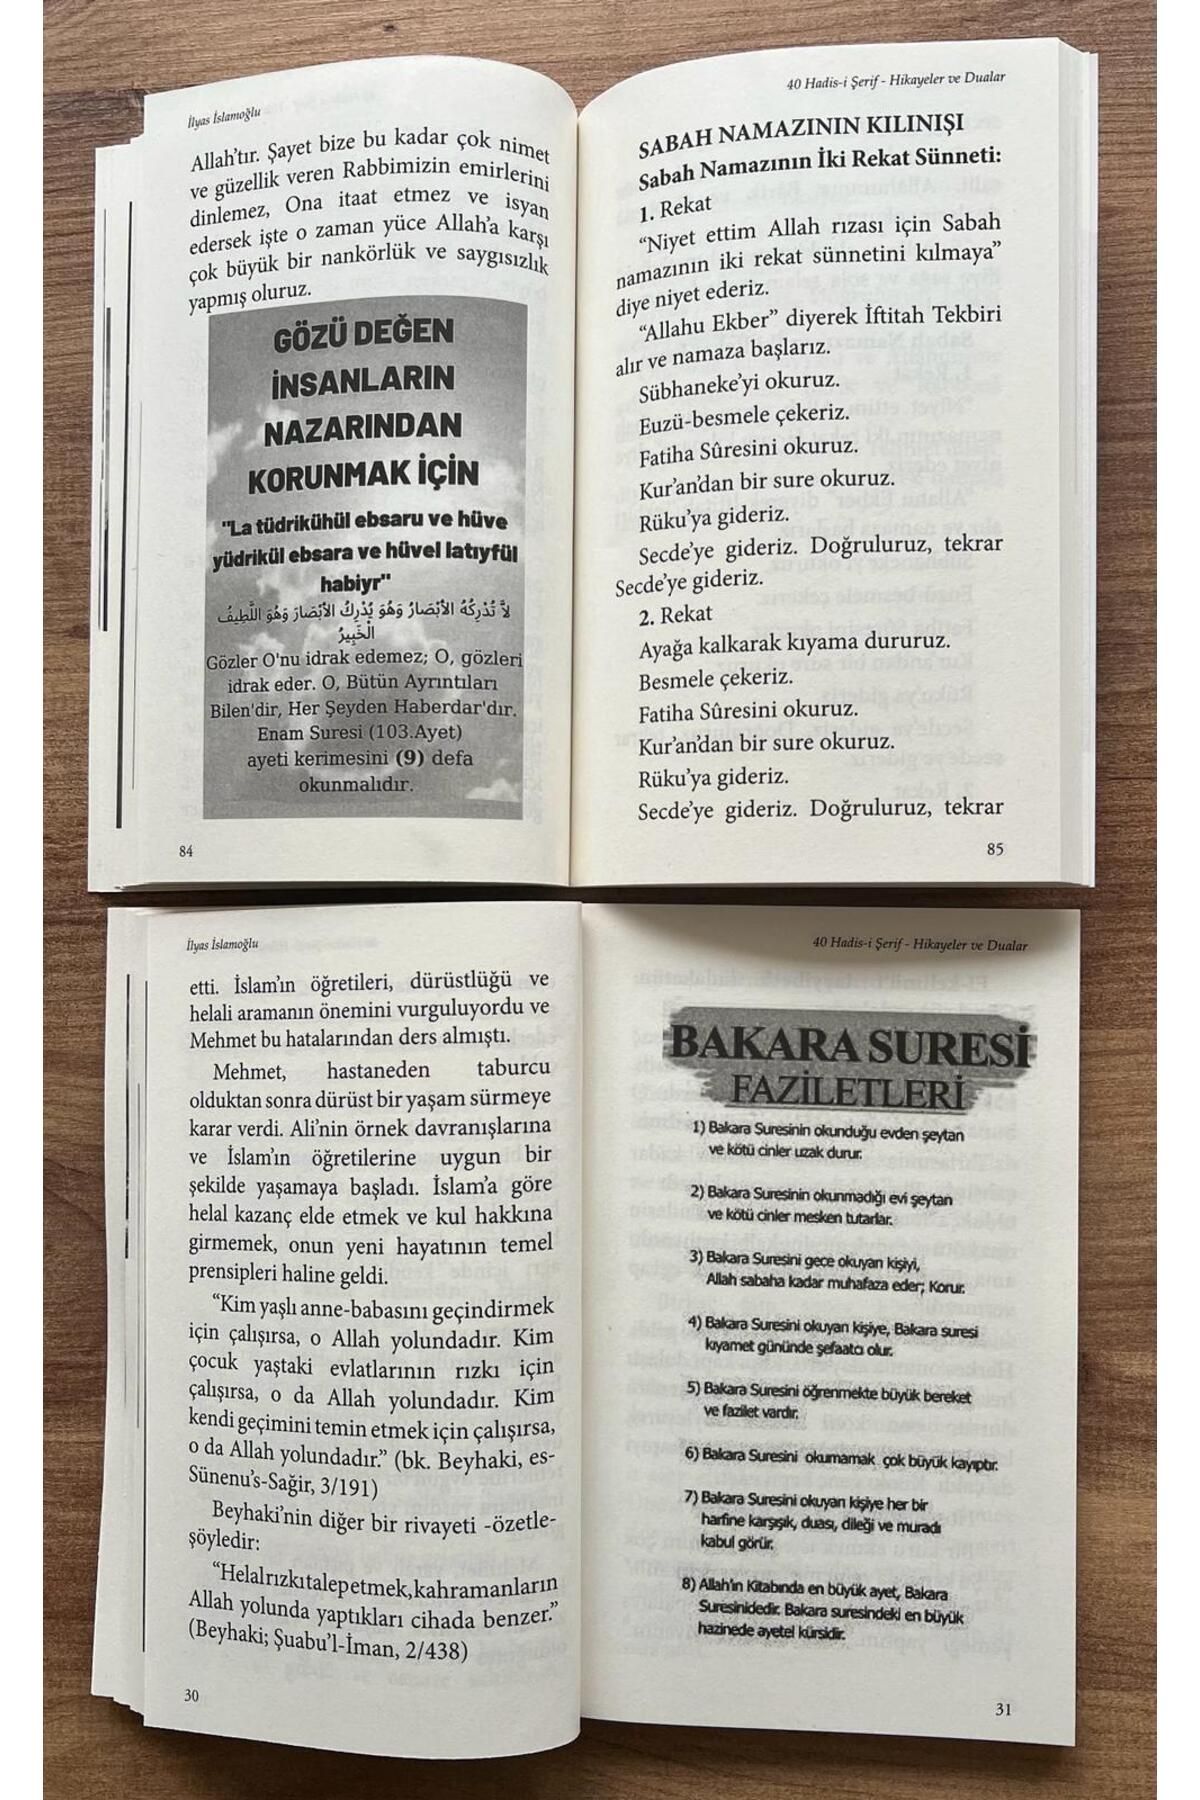 İlyas İslamoğlu
Allah’tır. Şayet bize bu kadar çok nimet
ve güzellik veren Rabbimizin emirlerini
dinlemez, Ona itaat etmez ve isyan
edersek işte o zaman yüce Allah’a karşı
çok büyük bir nankörlük ve saygısızlık
yapmış oluruz.
GÖZÜ DEĞEN
İNSANLARIN
NAZARINDAN
KORUNMAK İÇİN
"La tüdrikühül ebsaru ve hüve
yüdrikül ebsara ve hüvel latıyfül
habiyr"
لاَّ تُدْرِكُهُ الأَبْصَارُ وَهُوَ يُدْرِكُ الأَبْصَارَ وَهُوَ اللَّطِيفُ
الْخَبِيرُ
Gözler O'nu idrak edemez; O, gözleri
idrak eder. O, Bütün Ayrıntıları
Bilen'dir, Her Şeyden Haberdar'dır.
Enam Suresi (103.Ayet)
ayeti kerimesini (9) defa
okunmalıdır.
84
40 Hadis-i Şerif - Hikayeler ve Dualar
SABAH NAMAZININ KILINIŞI
Sabah Namazının İki Rekat Sünneti:
1. Rekat
“Niyet ettim Allah rızası için Sabah
namazının iki rekat sünnetini kılmaya”
diye niyet ederiz.
“Allahu Ekber” diyerek İftitah Tekbiri
alır ve namaza başlarız.
Sübhaneke’yi okuruz.
Euzü-besmele çekeriz.
Fatiha Sûresini okuruz.
Kur’an’dan bir sure okuruz.
Rüku’ya gideriz.
Secde’ye gideriz. Doğruluruz, tekrar
Secde’ye gideriz.
2. Rekat
Ayağa kalkarak kıyama dururuz.
Besmele çekeriz.
Fatiha Sûresini okuruz.
Kur’an’dan bir sure okuruz.
Rüku’ya gideriz.
Secde’ye gideriz. Doğruluruz, tekrar
85
İlyas İslamoğlu
etti. İslam’ın öğretileri, dürüstlüğü ve
helali aramanın önemini vurguluyordu ve
Mehmet bu hatalarından ders almıştı.
Mehmet, hastaneden taburcu
olduktan sonra dürüst bir yaşam sürmeye
karar verdi. Ali’nin örnek davranışlarına
ve İslam’ın öğretilerine uygun bir
şekilde yaşamaya başladı. İslam’a göre
helal kazanç elde etmek ve kul hakkına
girmemek, onun yeni hayatının temel
prensipleri haline geldi.
“Kim yaşlı anne-babasını geçindirmek
için çalışırsa, o Allah yolundadır. Kim
çocuk yaştaki evlatlarının rızkı için
çalışırsa, o da Allah yolundadır. Kim
kendi geçimini temin etmek için çalışırsa,
o da Allah yolundadır.” (bk. Beyhaki, es-
Sünenu’s-Sağir, 3/191)
Beyhaki’nin diğer bir rivayeti -özetle-
şöyledir:
“Helal rızkı talep etmek, kahramanların
Allah yolunda yaptıkları cihada benzer.”
(Beyhaki; Şuabu’l-İman, 2/438)
30
40 Hadis-i Şerif - Hikayeler ve Dualar
BAKARA SURESİ
FAZİLETLERİ
1) Bakara Suresinin okunduğu evden şeytan
ve kötü cinler uzak durur.
2) Bakara Suresinin okunmadığı evi şeytan
ve kötü cinler mesken tutarlar.
3) Bakara Suresini gece okuyan kişiyi,
Allah sabaha kadar muhafaza eder; Korur.
4) Bakara Suresini okuyan kişiye, Bakara suresi
kıyamet gününde şefaatcı olur.
5) Bakara Suresini öğrenmekte büyük bereket
ve fazilet vardır.
6) Bakara Suresini okumamak çok büyük kayıptır.
7) Bakara Suresini okuyan kişiye her bir
harfine karşışık, duası, dileği ve muradı
kabul görür.
8) Allah'ın Kitabında en büyük ayet, Bakara
Suresinidedir. Bakara suresindeki en büyük
hazinede ayetel kürsidir.
31